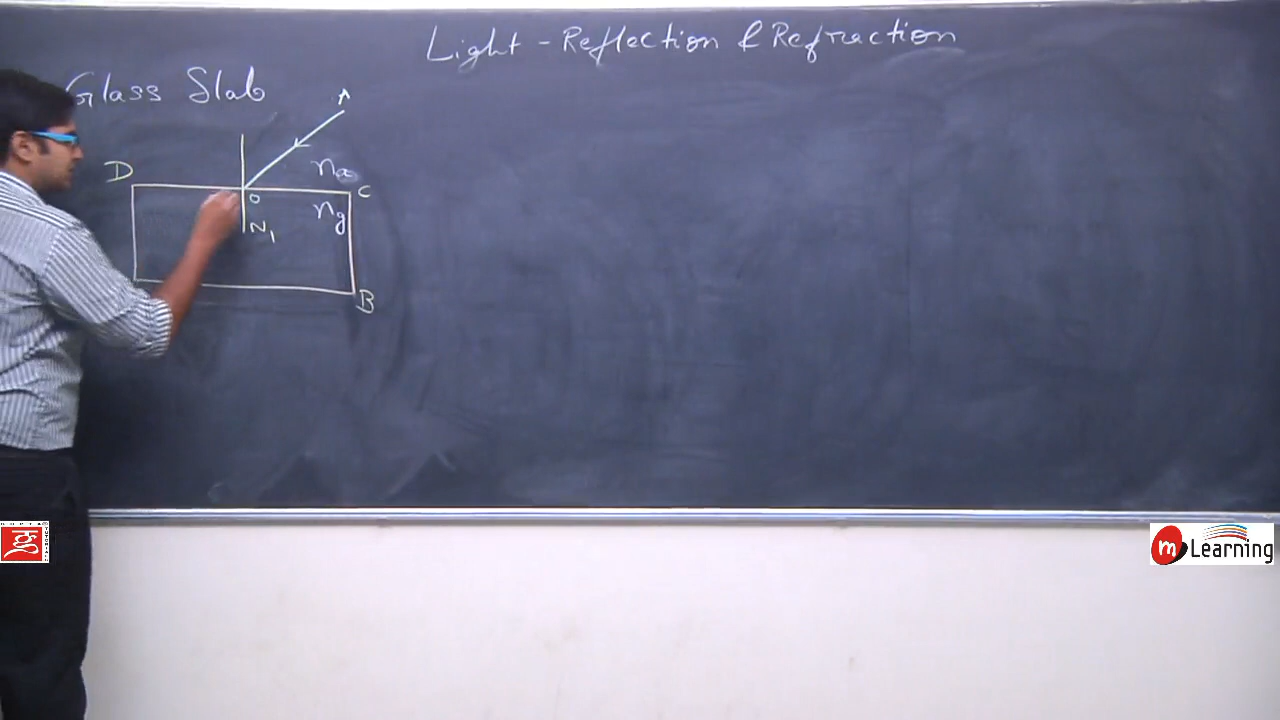 Light - Reflection & Refraction
Glass Slab
A
D
na
C
O
ng
N1
B
m Learning